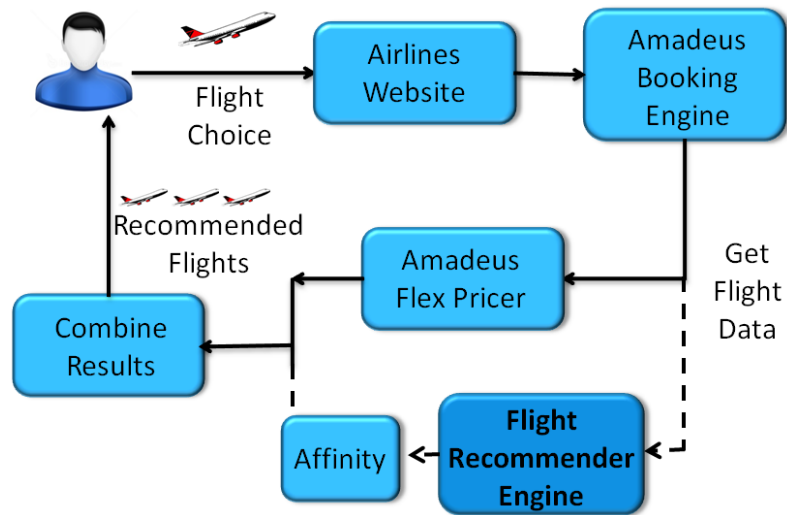 Airlines
Website
Amadeus
Booking
Engine
Flight
Choice
Recommended
Flights
Amadeus
Flex Pricer
Get
Flight
Data
Combine
Results
Affinity
Flight
Recommender
Engine